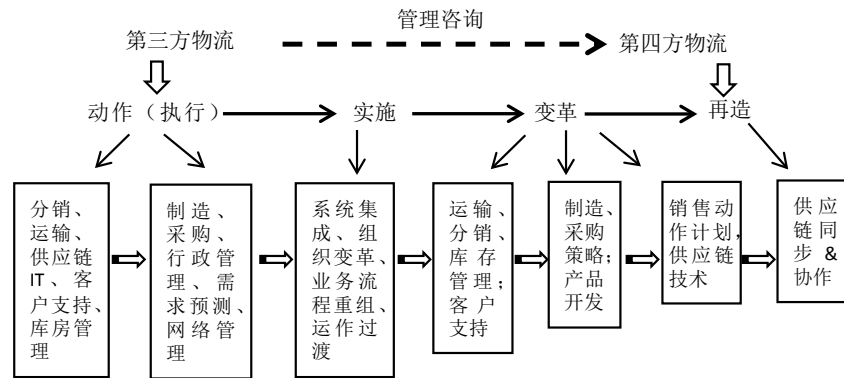 管理咨询
第三方物流
第四方物流
动作（执行）
实施
变革
再造
分销、
运输、
供应链
IT、客
户支持、
库房管
理
制造、
采购、
行政管
理、需
求预测、
网络管
理
系统集
成、组
织变革、
业务流
程重组、
运作过
渡
运输、
分销、
库存
管理；
客户
支持
制造、
采购
策略；
产品
开发
销售动
作计划，
供应链
技术
供应
链同
步 &
协作